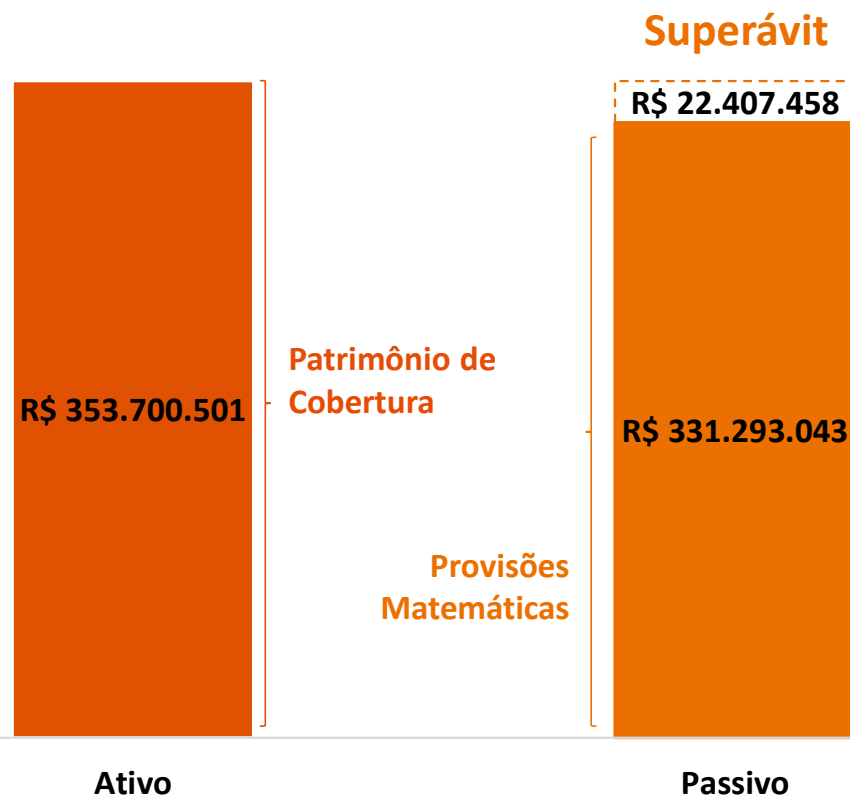 Superávit
R$ 22.407.458
Patrimônio de
Cobertura
R$ 353.700.501
R$ 331.293.043
Provisões
Matemáticas
Ativo
Passivo